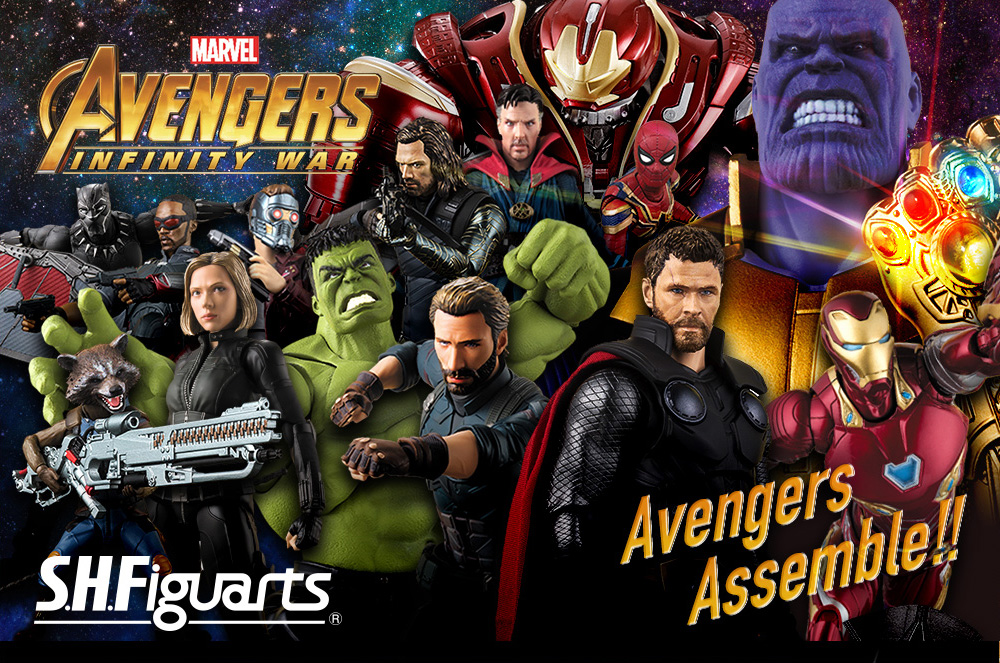 MARVEL
AVENGERS
INFINITY WAR
Avengers
Assemble!!
S.H.Figuarts
®